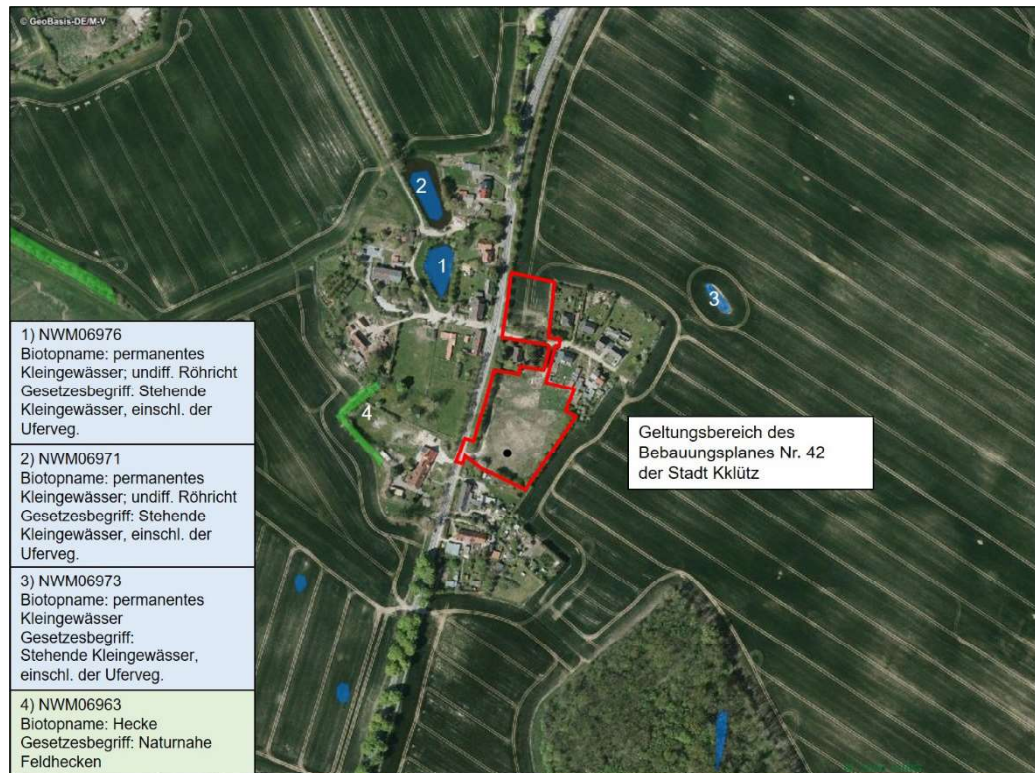 © GeoBasis-DE/M-V
2
1
3
4
1) NWM06976
Biotopname: permanentes
Kleingewässer; undiff. Röhricht
Gesetzesbegriff: Stehende
Kleingewässer, einschl. der
Uferveg.
2) NWM06971
Biotopname: permanentes
Kleingewässer; undiff. Röhricht
Gesetzesbegriff: Stehende
Kleingewässer, einschl. der
Uferveg.
3) NWM06973
Biotopname: permanentes
Kleingewässer
Gesetzesbegriff:
Stehende Kleingewässer,
einschl. der Uferveg.
4) NWM06963
Biotopname: Hecke
Gesetzesbegriff: Naturnahe
Feldhecken
Geltungsbereich des
Bebauungsplanes Nr. 42
der Stadt Kklütz